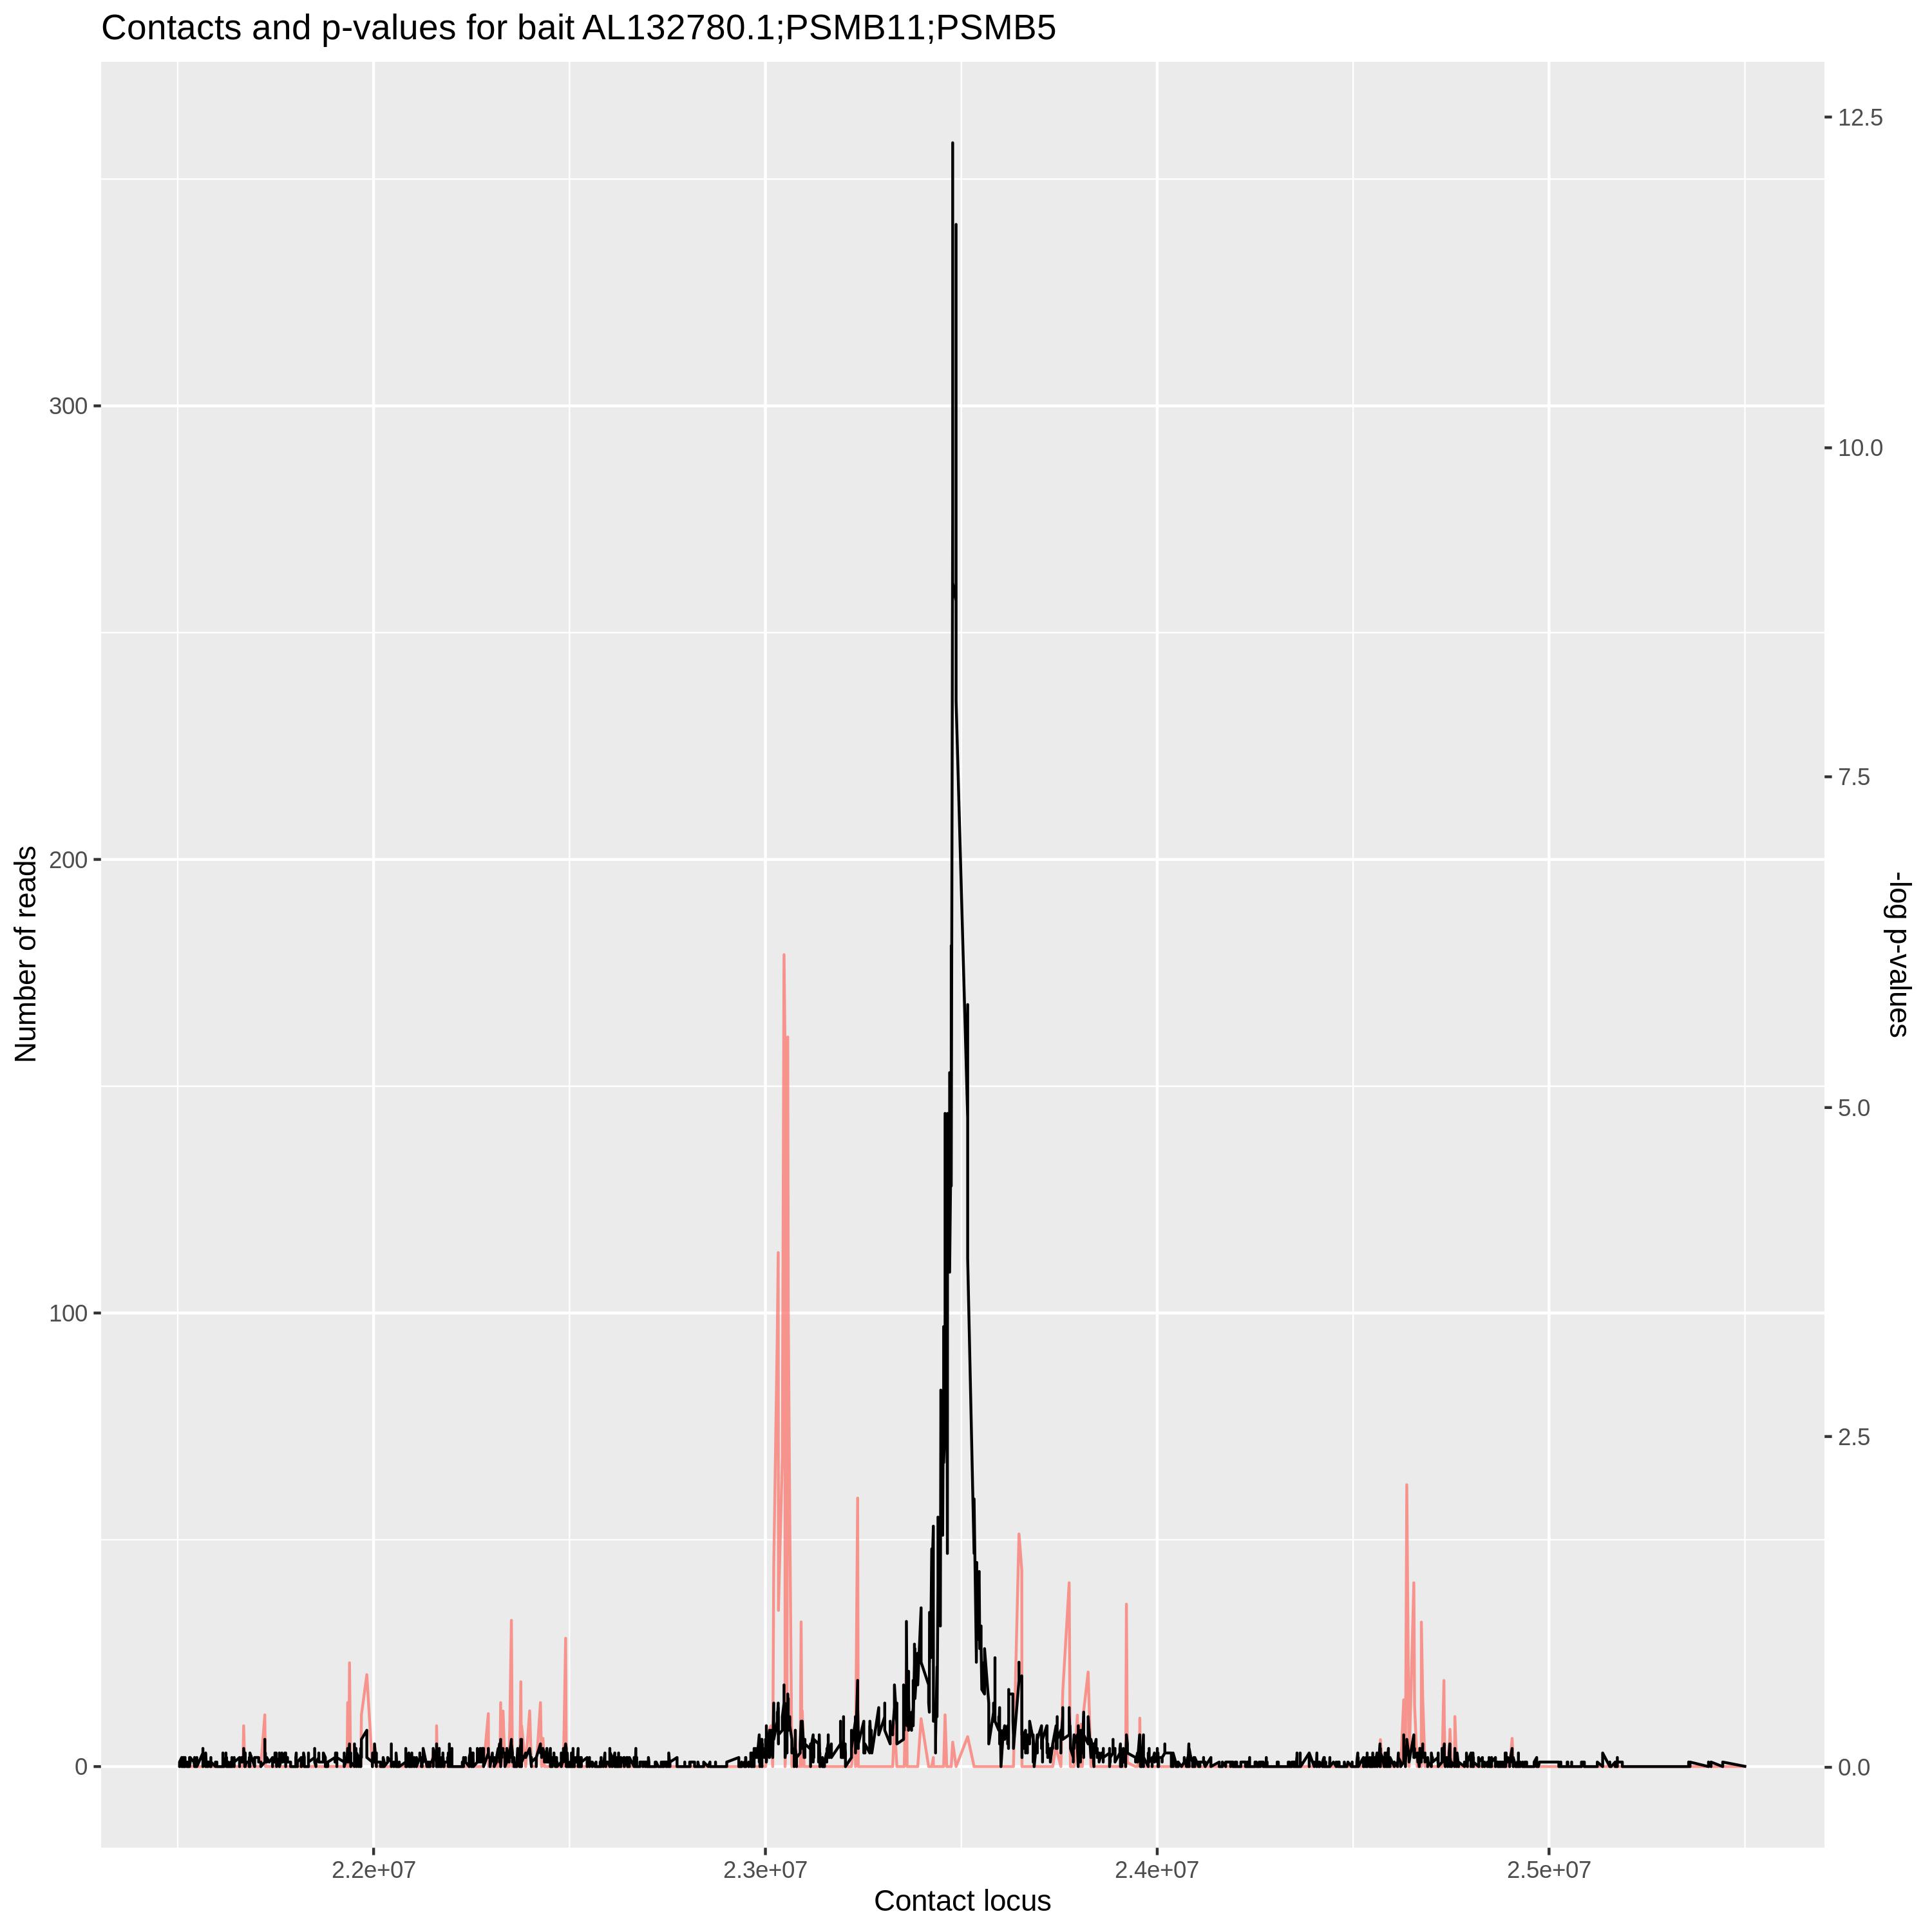 Contacts and p-values for bait AL132780.1;PSMB11;PSMB5
12.5
300
10.0
7.5
200
Number of reads
-log p-values
5.0
100
2.5
0
0.0
2.2e+07
2.3e+07
2.4e+07
2.5e+07
Contact locus